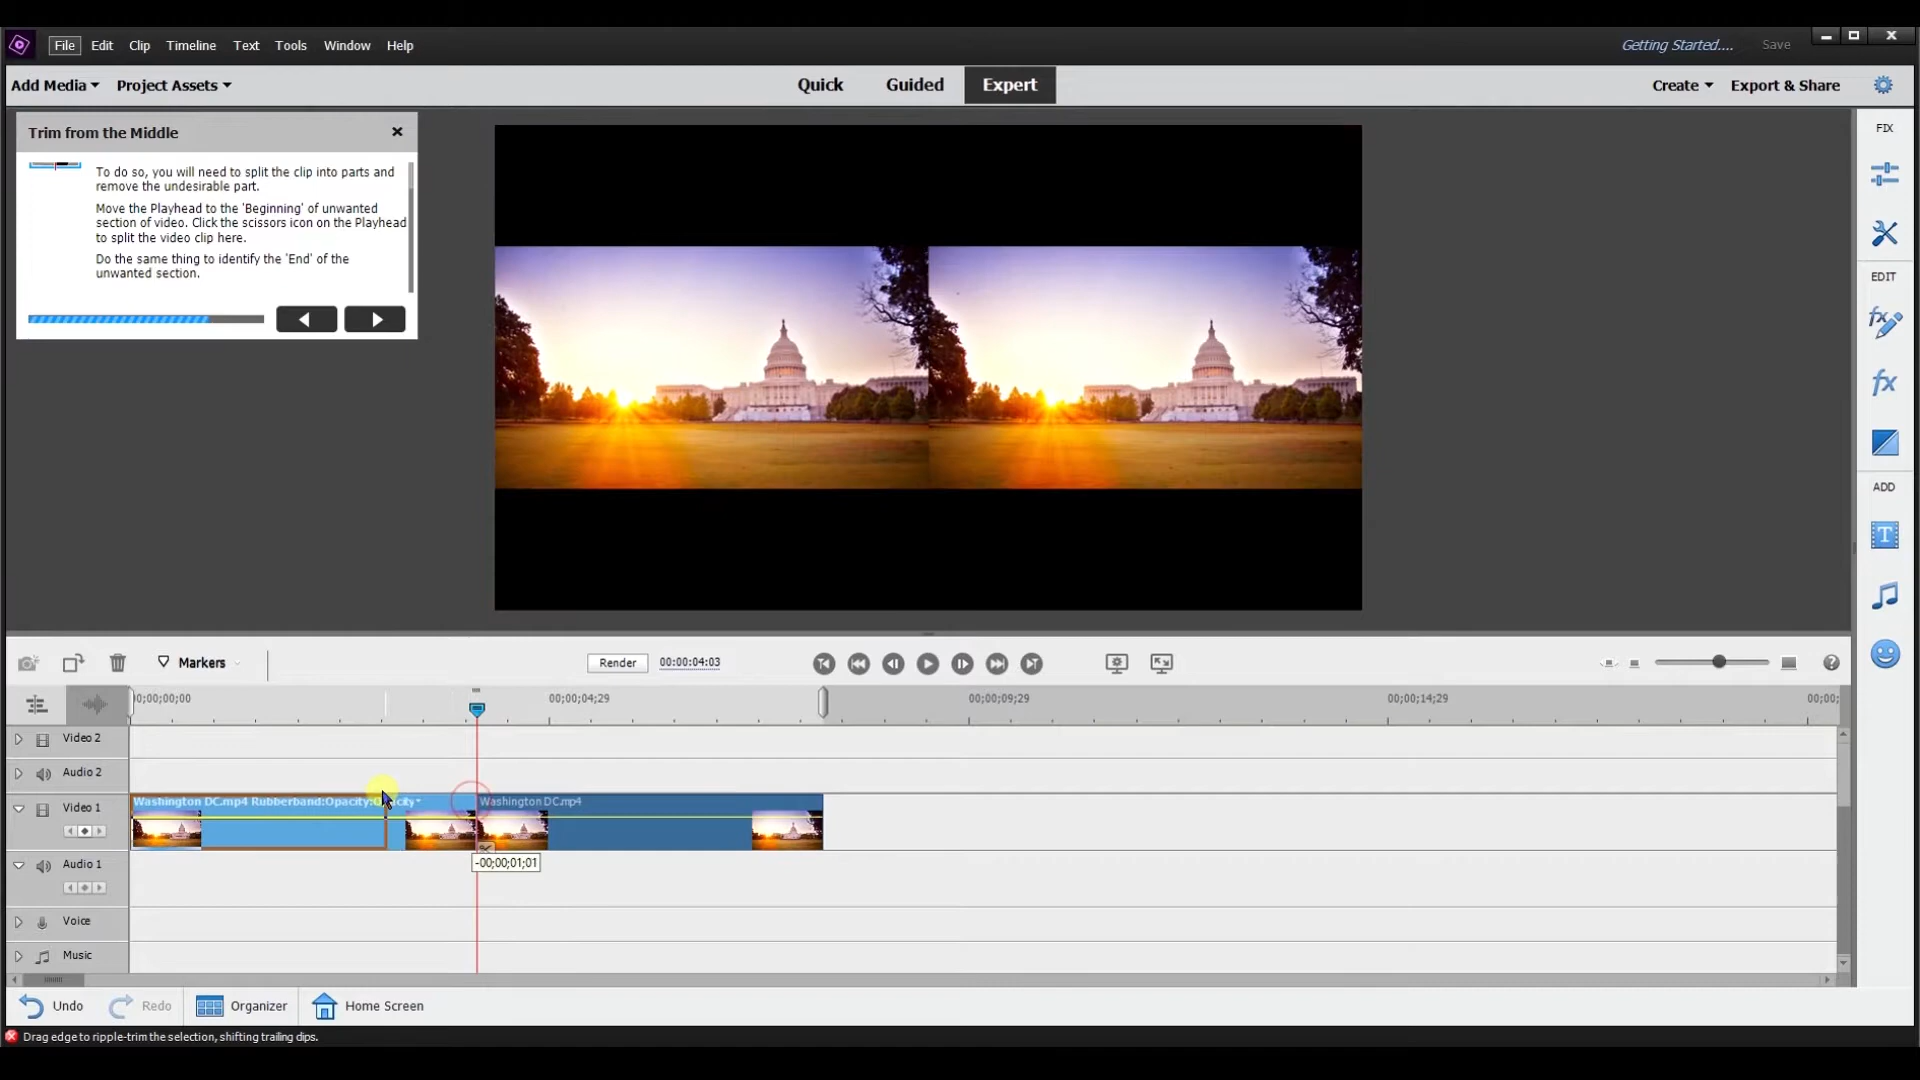 File Edit Clip Timeline Text Tools Window Help
Getting Started.... Save
Add Media Project Assets
Quick Guided Expert
Create Export & Share
Trim from the Middle
To do so, you will need to split the clip into parts and
remove the undesirable part.
Move the Playhead to the 'Beginning' of unwanted
section of video. Click the scissors icon on the Playhead
to split the video clip here.
Do the same thing to identify the 'End' of the
unwanted section.
FIX
EDIT
ADD
Markers
Render 00:00:04:03
00;00;04;29
00;00;09;29
00;00;14;29
00;00;
Video 2
Audio 2
Video 1
Washington DC.mp4 Rubberband:Opacity:
Washington DC.mp4
-00;00;01;01
Audio 1
Voice
Music
Undo Redo Organizer Home Screen
Drag edge to ripple-trim the selection, shifting trailing clips.